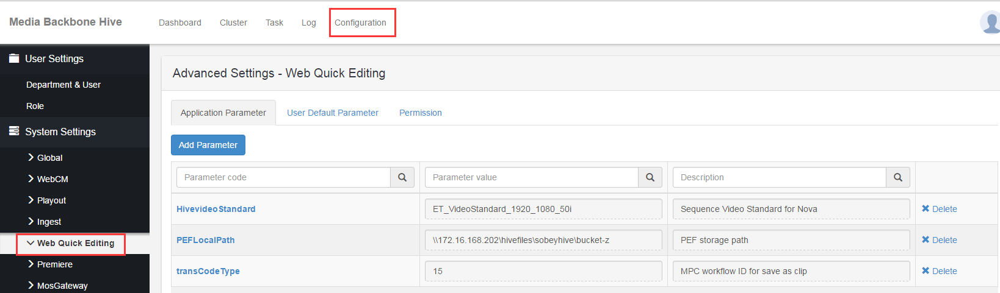 Media Backbone Hive
Dashboard
Cluster
Task
Log
Configuration
User Settings
Department & User
Role
System Settings
Global
WebCM
Playout
Ingest
Web Quick Editing
Premiere
MosGateway
Advanced Settings - Web Quick Editing
Application Parameter
User Default Parameter
Permission
Add Parameter
Parameter code
Parameter value
Description
HivevideoStandard
ET_VideoStandard_1920_1080_50i
Sequence Video Standard for Nova
Delete
PEFLocalPath
\\172.16.168.202\hivefiles\sobeyhive\bucket-z
PEF storage path
Delete
transCodeType
15
MPC workflow ID for save as clip
Delete